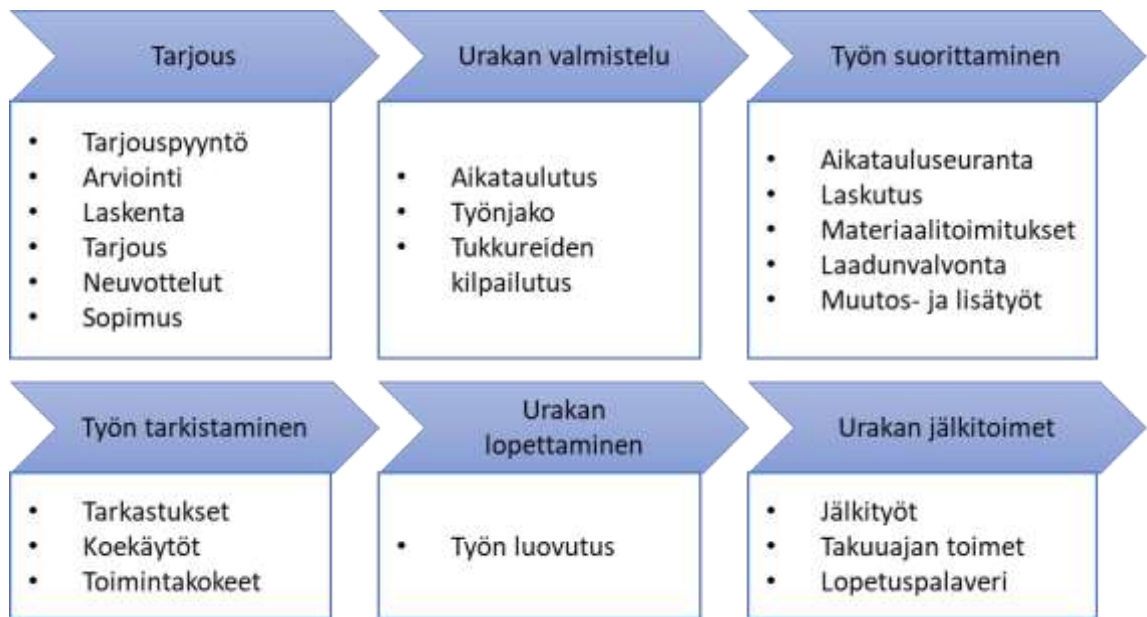 Tarjous
• Tarjouspyyntö
• Arviointi
• Laskenta
• Tarjous
• Neuvottelut
• Sopimus
Urakan valmistelu
• Aikataulutus
• Työnjako
• Tukkureiden
kilpailutus
Työn suorittaminen
• Aikatauluseuranta
• Laskutus
• Materiaalitoimitukset
• Laadunvalvonta
• Muutos- ja lisätyöt
Työn tarkistaminen
• Tarkastukset
• Koekäytöt
• Toimintakokeet
Urakan
lopettaminen
• Työn luovutus
Urakan jälkitoimet
• Jälkityöt
• Takuuajan toimet
• Lopetuspalaveri